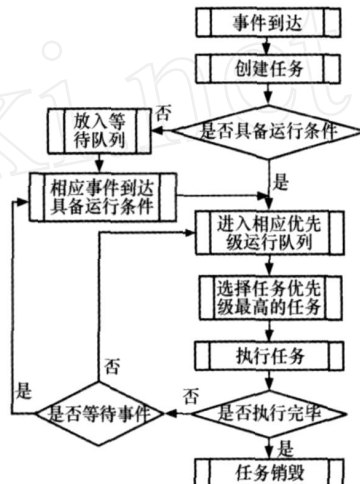 事件到达
创建任务
放入等
待队列
否
是否具备运行条件
相应事件到达
具备运行条件
是
进入相应优先
级运行队列
选择任务优先
级最高的任务
执行任务
否
是
是否等待事件
否
是否执行完毕
是
任务销毁